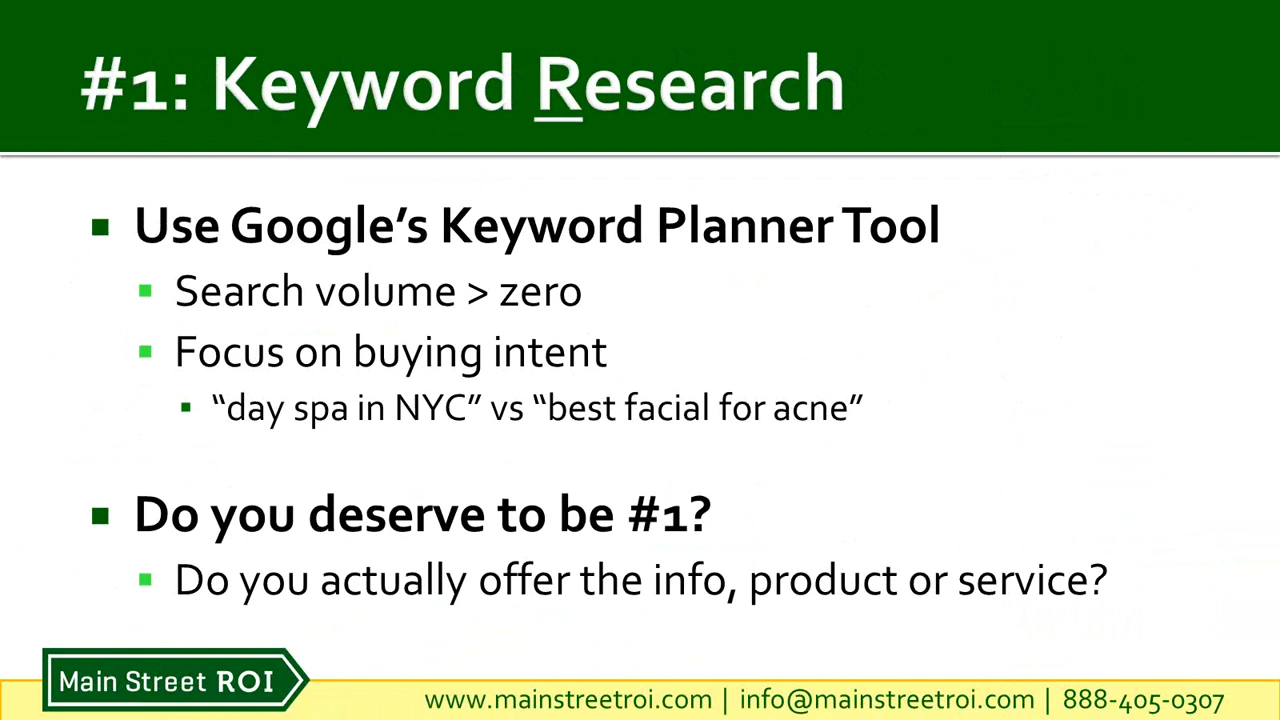 #1: Keyword Research
Use Google’s Keyword Planner Tool
Search volume > zero
Focus on buying intent
“day spa in NYC” vs “best facial for acne”
Do you deserve to be #1?
Do you actually offer the info, product or service?
Main Street ROI
www.mainstreetroi.com | info@mainstreetroi.com | 888-405-0307